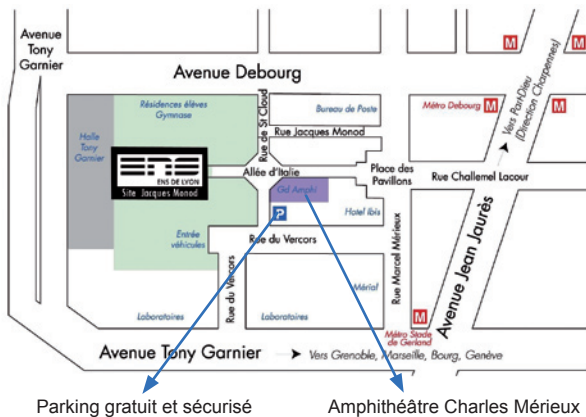 Avenue
Tony
Garnier
M
M
Avenue Debourg
Vers Part-Dieu
(Direction Charpennes)
Résidences élèves
Gymnase
Rue de St Cloud
Bureau de Poste
Métro Debourg
M
M
Rue Jacques Monod
Halle
Tony
Garnier
ENS
ENS DE LYON
Site Jacques Monod
Allée d'Italie
Place des
Pavillons
Rue Challemel Lacour
Gd Amphi
P
Hotel Ibis
Entrée
véhicules
Rue du Vercors
Rue Marcel Mérieux
Avenue Jean Jaurès
Rue du Vercors
Mérial
Laboratoires
Laboratoires
M
Métro Stade
de Gerland
Avenue Tony Garnier
Vers Grenoble, Marseille, Bourg, Genève
Parking gratuit et sécurisé
Amphithéâtre Charles Mérieux